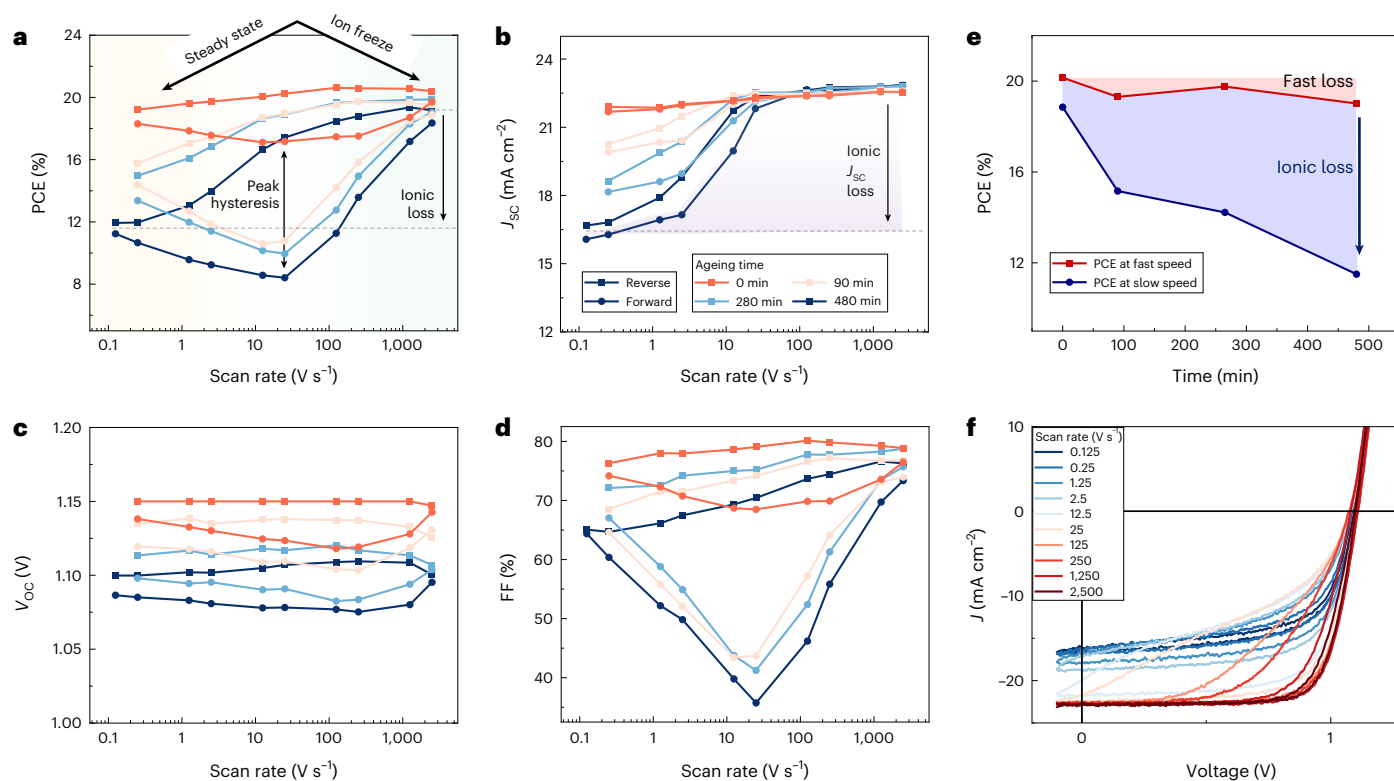 a
Steady state
Ion freeze
24
20
16
12
8
PCE (%)
Peak
hysteresis
Ionic
loss
0.1
1
10
100
1,000
Scan rate (V s⁻¹)
b
24
21
18
15
12
J_SC (mA cm⁻²)
Ionic
J_SC
loss
Reverse
Forward
Ageing time
0 min
90 min
280 min
480 min
0.1
1
10
100
1,000
Scan rate (V s⁻¹)
e
20
16
12
PCE (%)
Fast loss
Ionic loss
PCE at fast speed
PCE at slow speed
0
100
200
300
400
500
Time (min)
c
1.20
1.15
1.10
1.05
1.00
V_OC (V)
0.1
1
10
100
1,000
Scan rate (V s⁻¹)
d
80
70
60
50
40
FF (%)
0.1
1
10
100
1,000
Scan rate (V s⁻¹)
f
10
0
−10
−20
J (mA cm⁻²)
Scan rate (V s⁻¹)
0.125
0.25
1.25
2.5
12.5
25
125
250
1,250
2,500
0
1
Voltage (V)